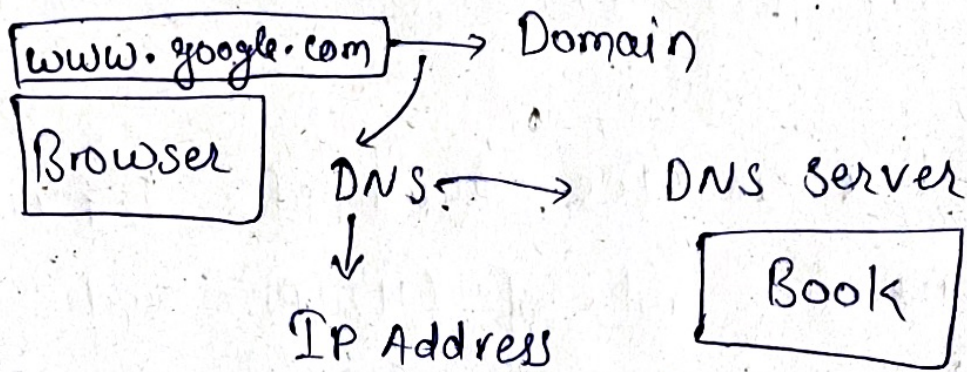 www.google.com → Domain
Browser
DNS → DNS Server
Book
IP Address